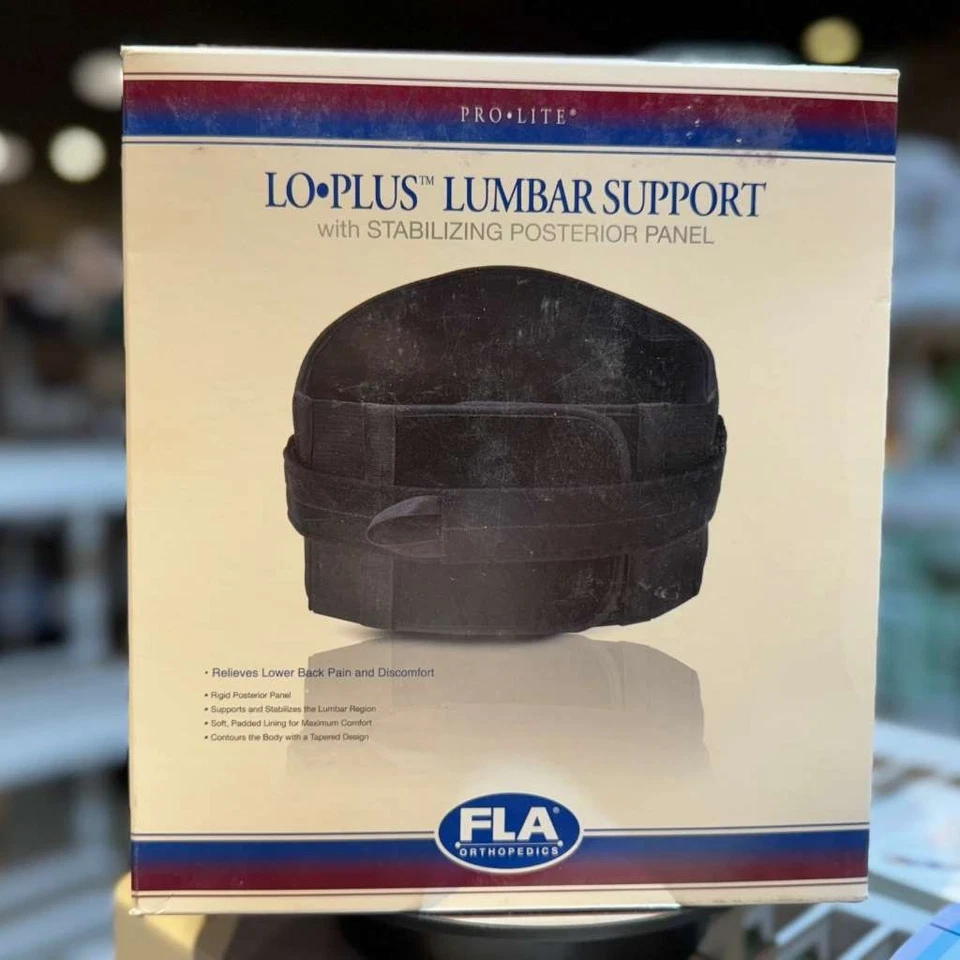 PRO•LITE®
LO•PLUS™ LUMBAR SUPPORT
with STABILIZING POSTERIOR PANEL
• Relieves Lower Back Pain and Discomfort
• Rigid Posterior Panel
• Supports and Stabilizes the Lumbar Region
• Soft, Padded Lining for Maximum Comfort
• Contours the Body with a Tapered Design
FLA®
ORTHOPEDICS